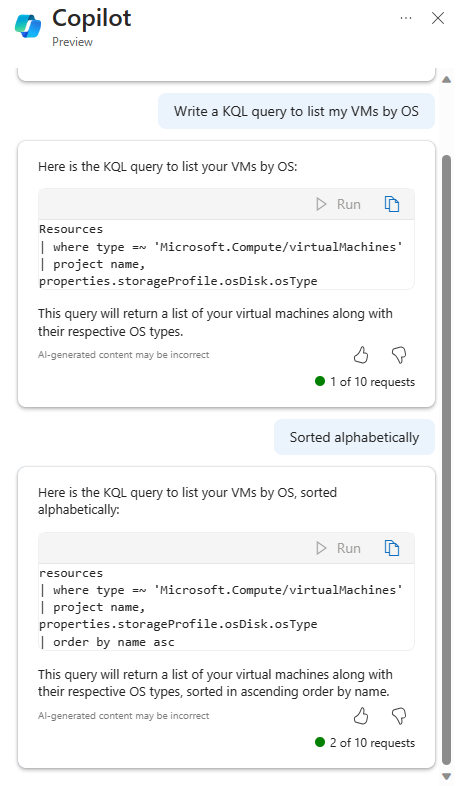 Copilot
Preview
Write a KQL query to list my VMs by OS
Here is the KQL query to list your VMs by OS:
Run
Resources
| where type =~ 'Microsoft.Compute/virtualMachines'
| project name,
properties.storageProfile.osDisk.osType
This query will return a list of your virtual machines along with
their respective OS types.
AI-generated content may be incorrect
1 of 10 requests
Sorted alphabetically
Here is the KQL query to list your VMs by OS, sorted
alphabetically:
Run
resources
| where type =~ 'Microsoft.Compute/virtualMachines'
| project name,
properties.storageProfile.osDisk.osType
| order by name asc
This query will return a list of your virtual machines along with
their respective OS types, sorted in ascending order by name.
AI-generated content may be incorrect
2 of 10 requests